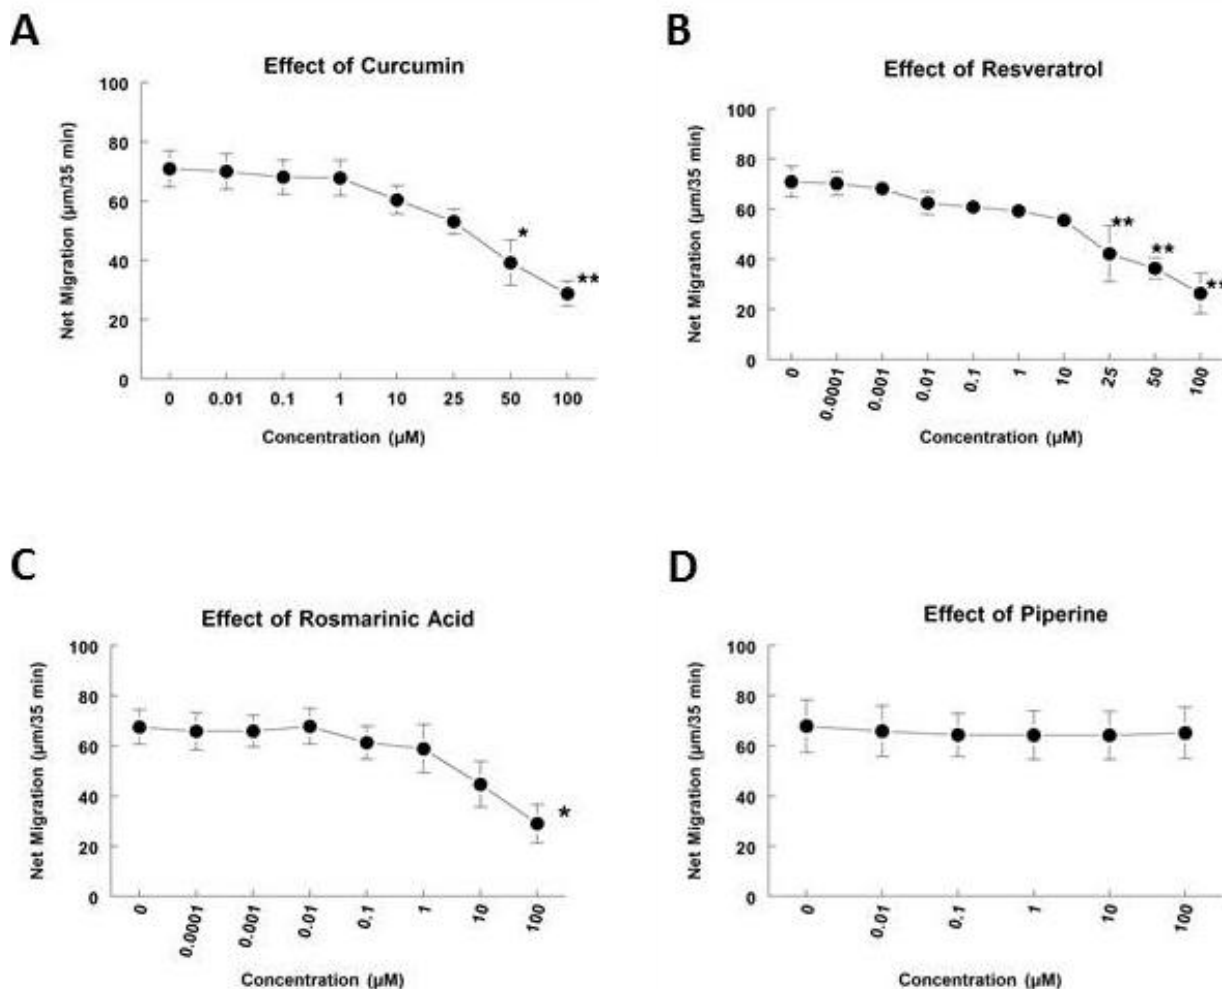 A
Effect of Curcumin
Net Migration (µm/35 min)
100
80
60
40
20
0
*
**
0 0.01 0.1 1 10 25 50 100
Concentration (µM)
B
Effect of Resveratrol
Net Migration (µm/35 min)
100
80
60
40
20
0
**
**
**
0 0.0001 0.001 0.01 0.1 1 10 25 50 100
Concentration (µM)
C
Effect of Rosmarinic Acid
Net Migration (µm/35 min)
100
80
60
40
20
0
*
0 0.0001 0.001 0.01 0.1 1 10 100
Concentration (µM)
D
Effect of Piperine
Net Migration (µm/35 min)
100
80
60
40
20
0
0 0.01 0.1 1 10 100
Concentration (µM)